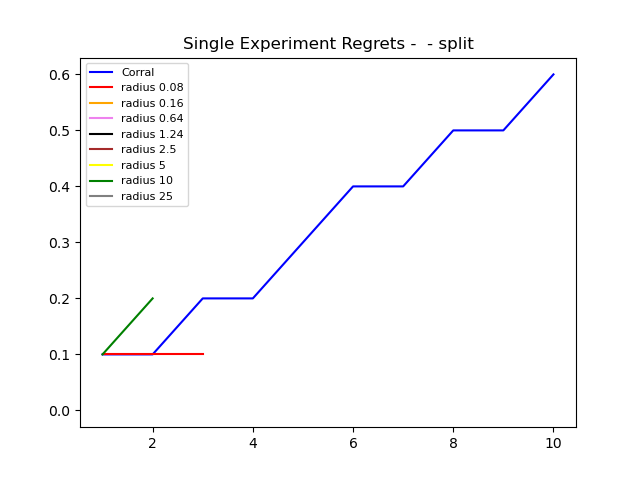 Single Experiment Regrets -  - split
Corral
radius 0.08
radius 0.16
radius 0.64
radius 1.24
radius 2.5
radius 5
radius 10
radius 25
0.6
0.5
0.4
0.3
0.2
0.1
0.0
2 4 6 8 10